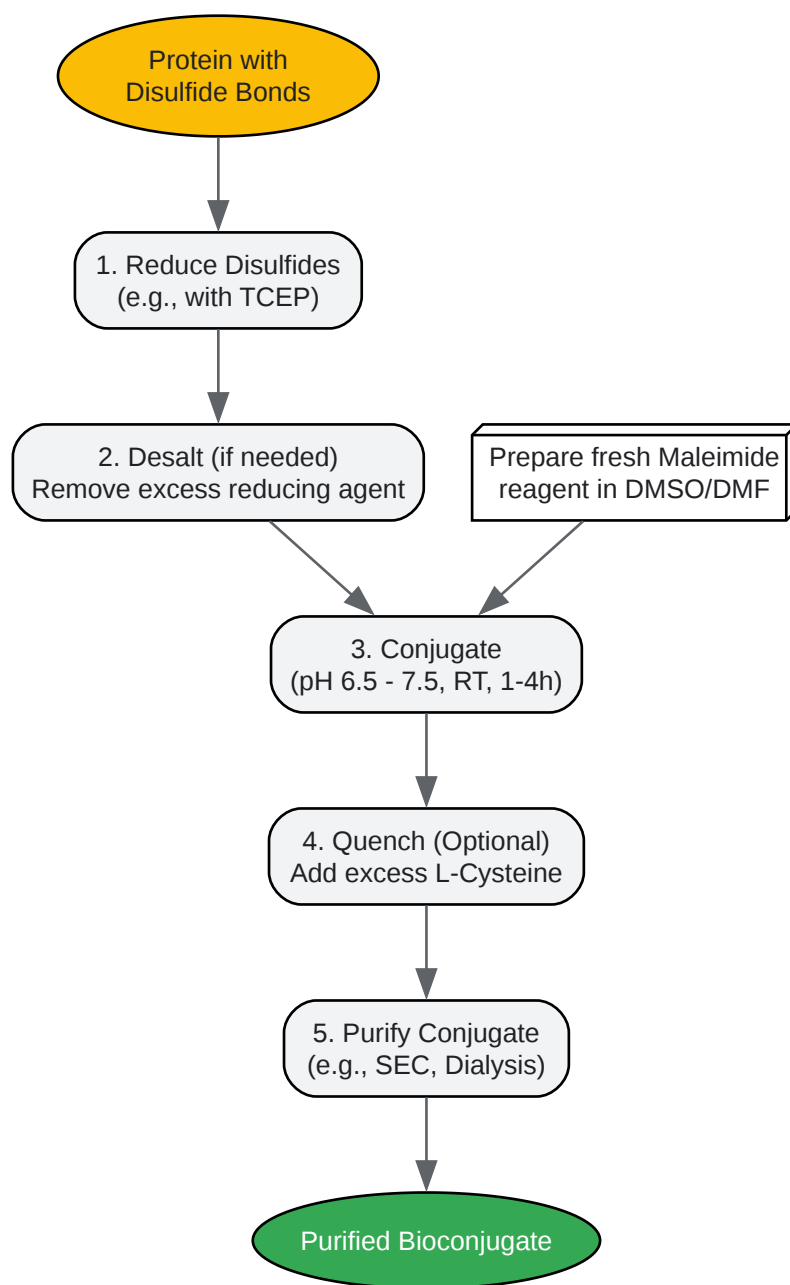 Protein with
Disulfide Bonds
1. Reduce Disulfides
(e.g., with TCEP)
2. Desalt (if needed)
Remove excess reducing agent
Prepare fresh Maleimide
reagent in DMSO/DMF
3. Conjugate
(pH 6.5 - 7.5, RT, 1-4h)
4. Quench (Optional)
Add excess L-Cysteine
5. Purify Conjugate
(e.g., SEC, Dialysis)
Purified Bioconjugate